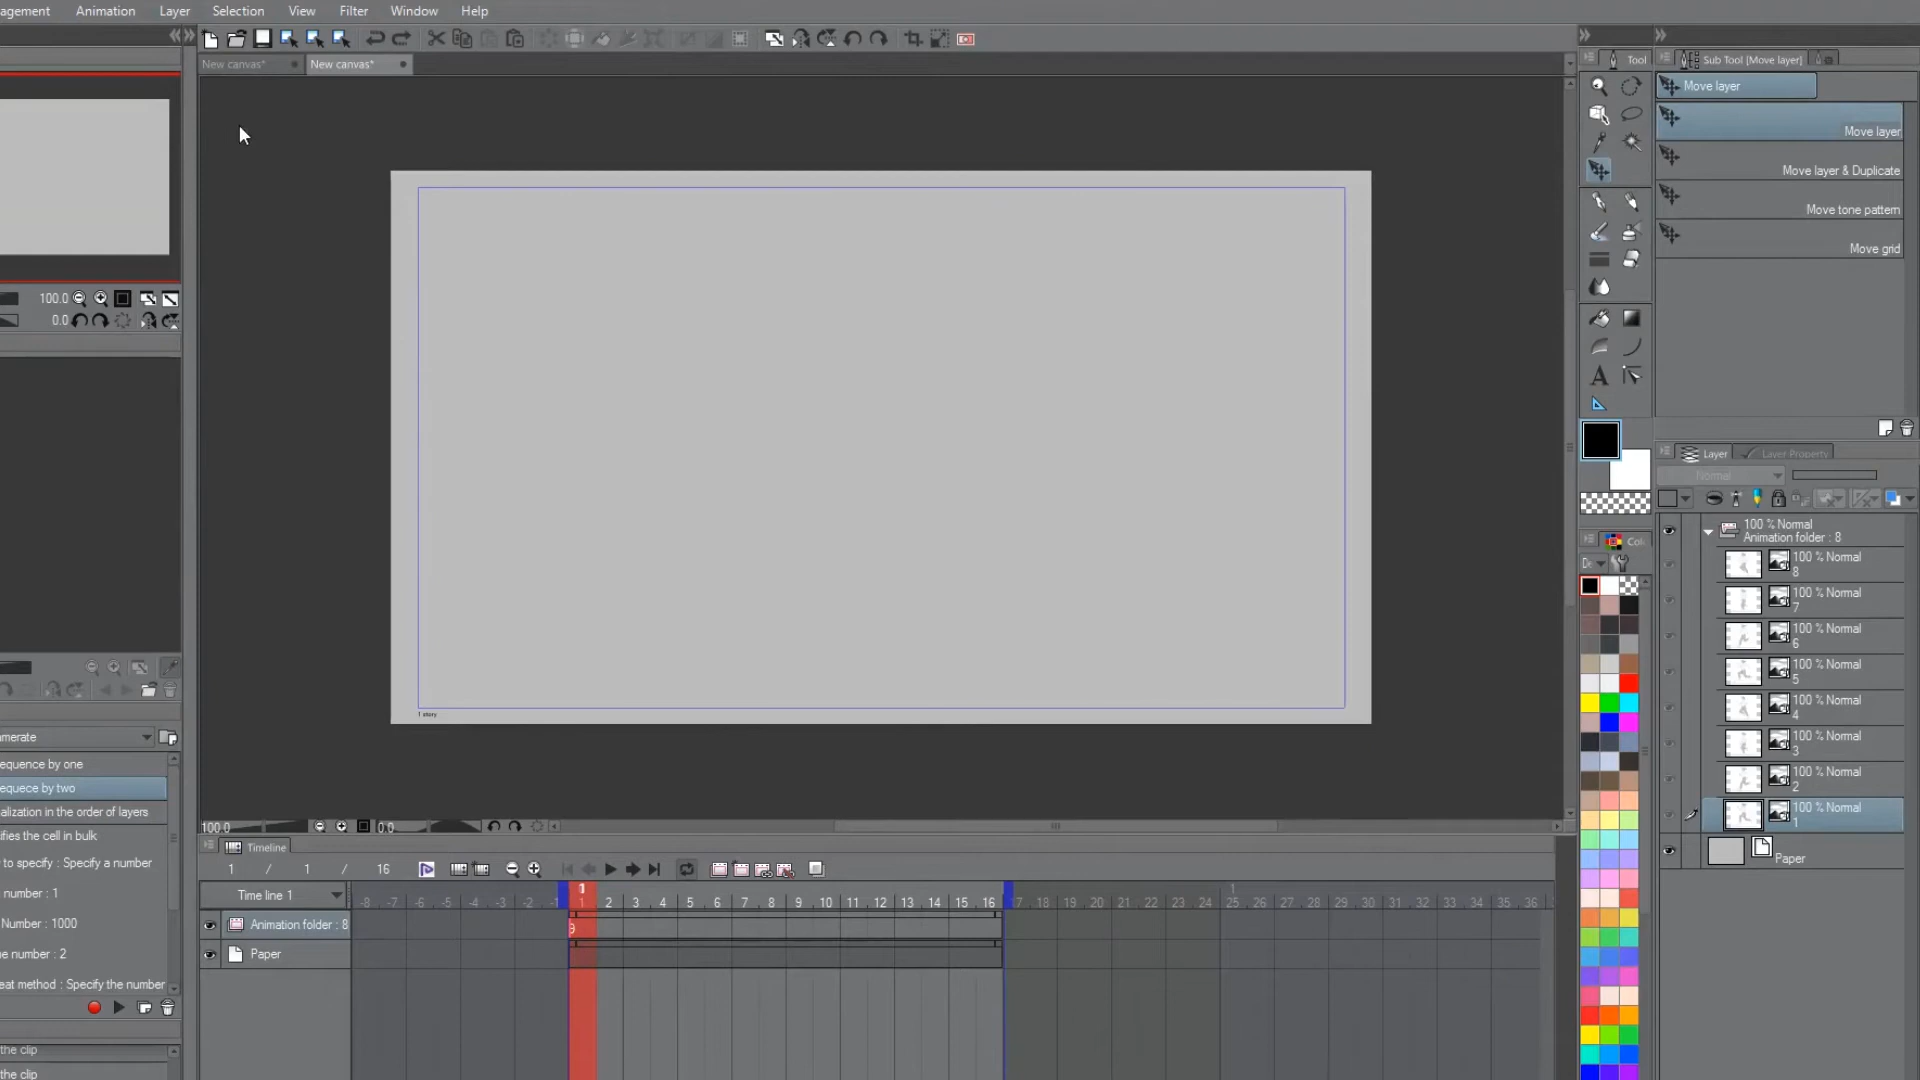 agement Animation Layer Selection View Filter Window Help
New canvas* New canvas*
Tool
Sub Tool [Move layer]
Move layer
Move layer
Move layer & Duplicate
Move tone pattern
Move grid
100.0
0.0
1 story
Layer Layer Property
Normal
100 % Normal
Animation folder : 8
100 % Normal
8
100 % Normal
7
100 % Normal
6
100 % Normal
5
100 % Normal
4
100 % Normal
3
100 % Normal
2
100 % Normal
1
Paper
Col
De
merate
equence by one
equece by two
alization in the order of layers
ifies the cell in bulk
to specify : Specify a number
number : 1
Number : 1000
e number : 2
eat method : Specify the number
the clip
the clip
100.0 0.0
Timeline
1 / 1 / 16
Time line 1
1
1
-8 -7 -6 -5 -4 -3 -2 -1 1 2 3 4 5 6 7 8 9 10 11 12 13 14 15 16 17 18 19 20 21 22 23 24 25 26 27 28 29 30 31 32 33 34 35 36
Animation folder : 8
Paper